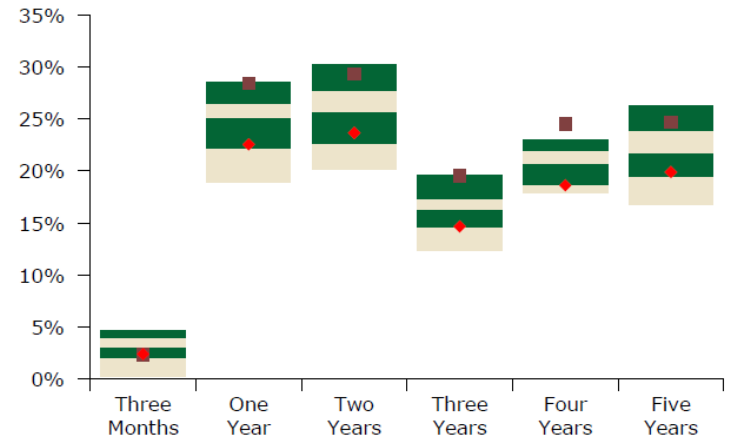 35%
30%
25%
20%
15%
10%
5%
0%
Three Months
One Year
Two Years
Three Years
Four Years
Five Years